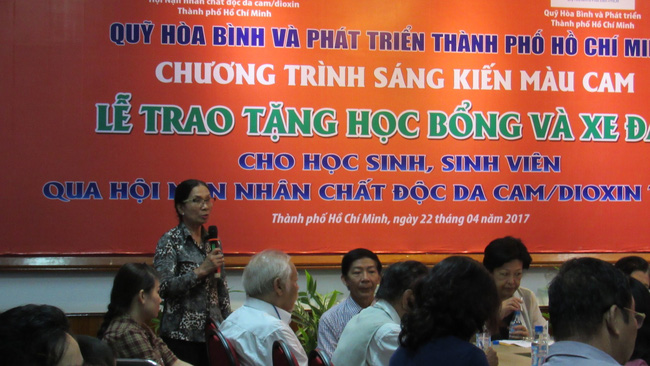 Hội Nạn nhân chất độc da cam/dioxin
Thành phố Hồ Chí Minh
Quỹ Hòa Bình và Phát triển
Thành phố Hồ Chí Minh
QUỸ HÒA BÌNH VÀ PHÁT TRIỂN THÀNH PHỐ HỒ CHÍ MIN
CHƯƠNG TRÌNH SÁNG KIẾN MÀU CAM
LỄ TRAO TẶNG HỌC BỔNG VÀ XE ĐẠ
CHO HỌC SINH, SINH VIÊN
QUA HỘI NẠN NHÂN CHẤT ĐỘC DA CAM/DIOXIN T
Thành phố Hồ Chí Minh, ngày 22 tháng 04 năm 2017